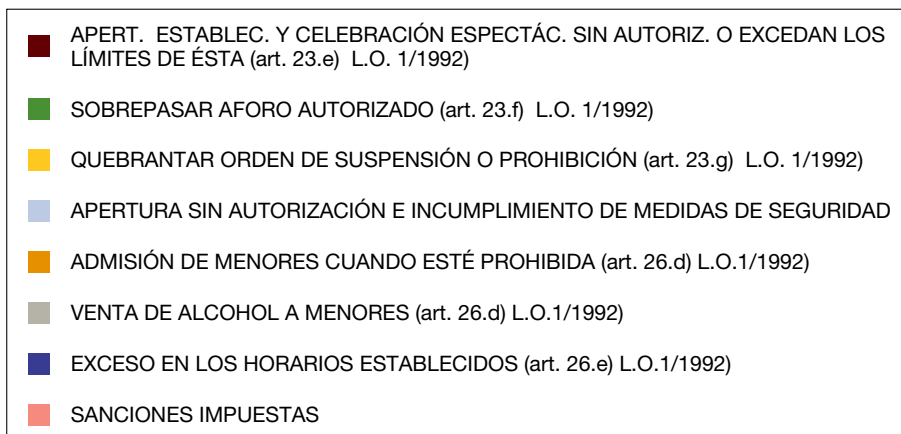 APERT. ESTABLEC. Y CELEBRACIÓN ESPECTÁC. SIN AUTORIZ. O EXCEDAN LOS
LÍMITES DE ÉSTA (art. 23.e) L.O. 1/1992)
SOBREPASAR AFORO AUTORIZADO (art. 23.f) L.O. 1/1992)
QUEBRANTAR ORDEN DE SUSPENSIÓN O PROHIBICIÓN (art. 23.g) L.O. 1/1992)
APERTURA SIN AUTORIZACIÓN E INCUMPLIMIENTO DE MEDIDAS DE SEGURIDAD
ADMISIÓN DE MENORES CUANDO ESTÉ PROHIBIDA (art. 26.d) L.O.1/1992)
VENTA DE ALCOHOL A MENORES (art. 26.d) L.O.1/1992)
EXCESO EN LOS HORARIOS ESTABLECIDOS (art. 26.e) L.O.1/1992)
SANCIONES IMPUESTAS